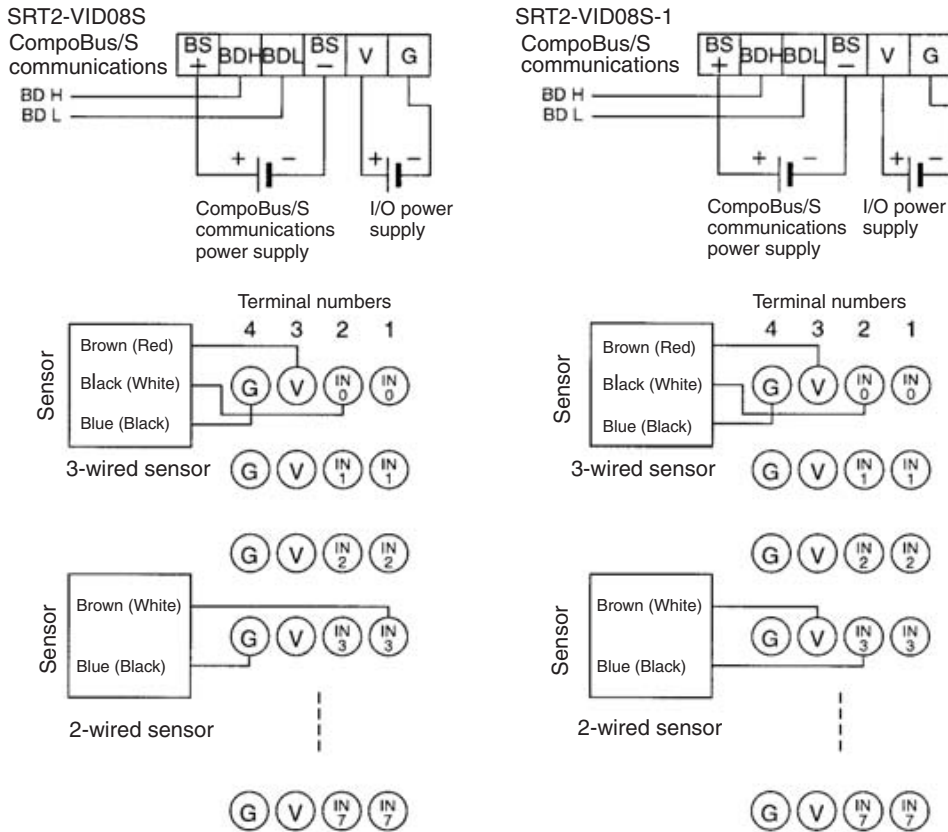 SRT2-VID08S
CompoBus/S
communications
BS
+
BDH
BDL
BS
–
V
G
BD H
BD L
+
–
+
–
CompoBus/S
communications
power supply
I/O power
supply
Terminal numbers
4 3 2 1
Sensor
Brown (Red)
Black (White)
Blue (Black)
G V IN 0 IN 0
3-wired sensor
G V IN 1 IN 1
G V IN 2 IN 2
Sensor
Brown (White)
Blue (Black)
G V IN 3 IN 3
2-wired sensor
G V IN 7 IN 7
SRT2-VID08S-1
CompoBus/S
communications
BS
+
BDH
BDL
BS
–
V
G
BD H
BD L
+
–
+
–
CompoBus/S
communications
power supply
I/O power
supply
Terminal numbers
4 3 2 1
Sensor
Brown (Red)
Black (White)
Blue (Black)
G V IN 0 IN 0
3-wired sensor
G V IN 1 IN 1
G V IN 2 IN 2
Sensor
Brown (White)
Blue (Black)
G V IN 3 IN 3
2-wired sensor
G V IN 7 IN 7